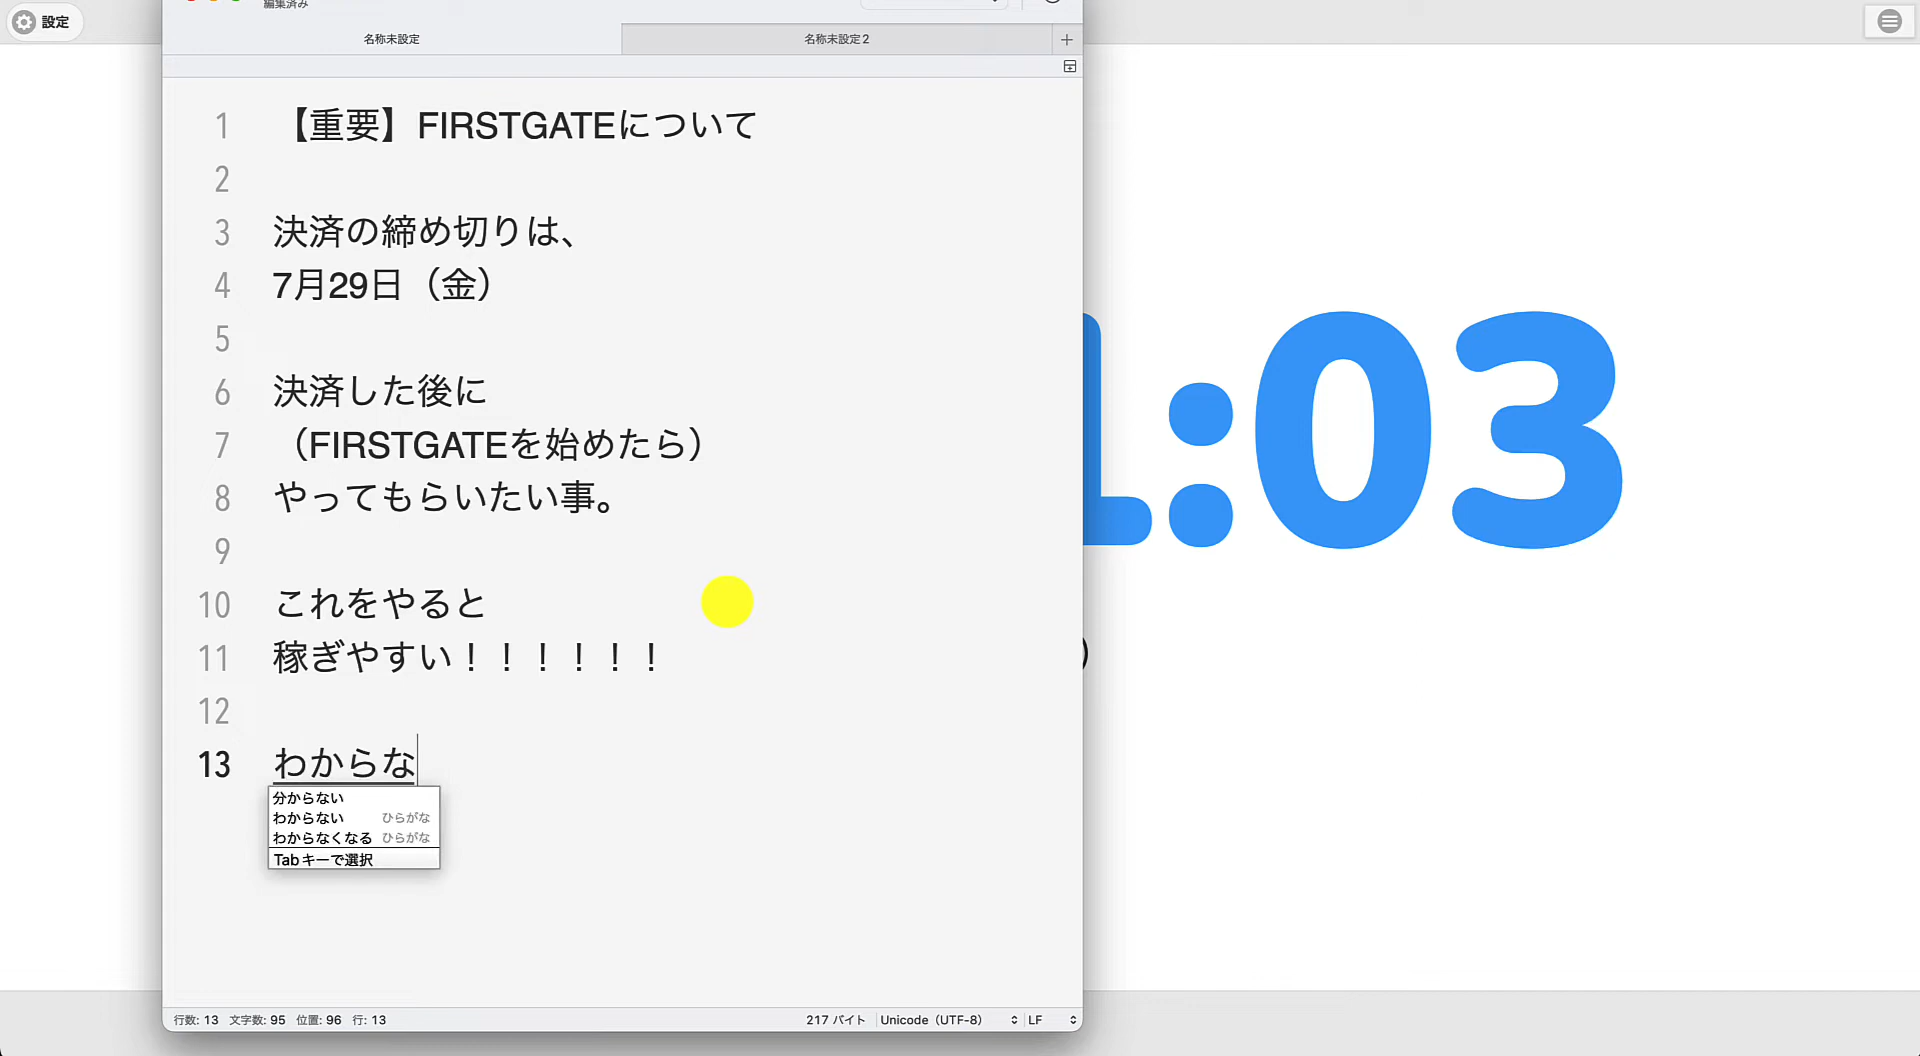 設定
編集済み
名称未設定
名称未設定2
1 【重要】FIRSTGATEについて
2
3 決済の締め切りは、
4 7月29日（金）
5
6 決済した後に
7 （FIRSTGATEを始めたら）
8 やってもらいたい事。
9
10 これをやると
11 稼ぎやすい！！！！！！
12
13 わからな
分からない
わからない ひらがな
わからなくなる ひらがな
Tabキーで選択
:03
)
行数: 13 文字数: 95 位置: 96 行: 13
217 バイト Unicode（UTF-8） LF